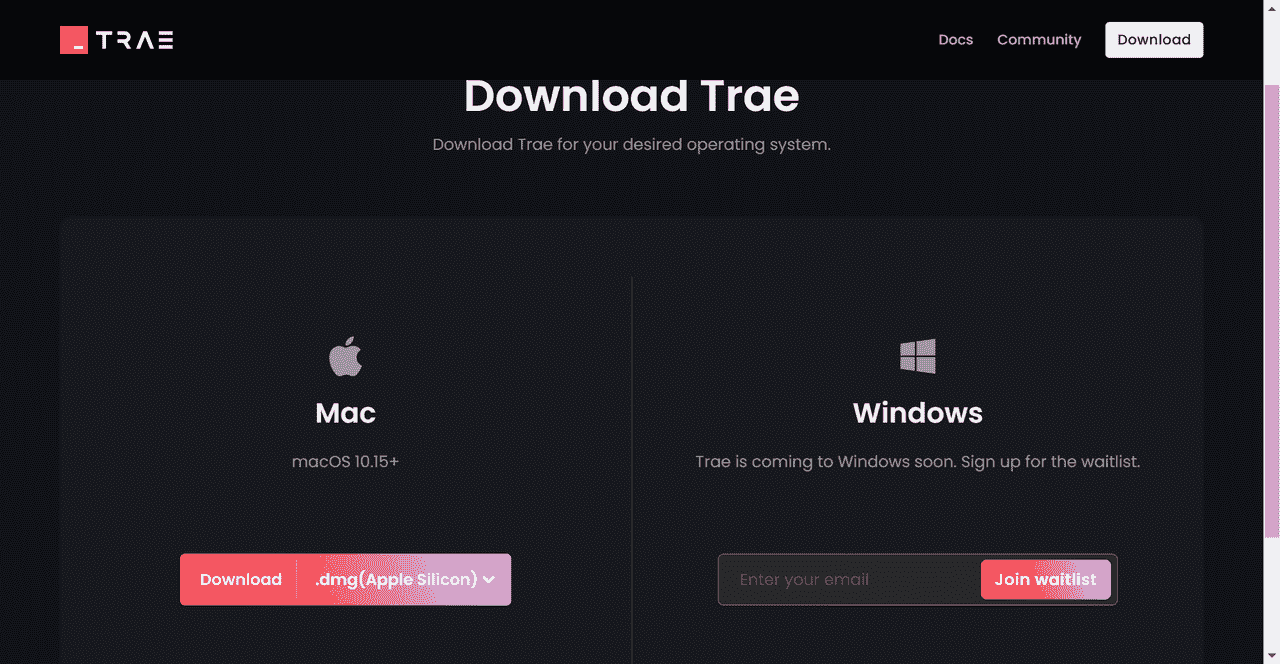 TRAE
Docs Community Download
Download Trae
Download Trae for your desired operating system.
Mac
macOS 10.15+
Download .dmg(Apple Silicon)
Windows
Trae is coming to Windows soon. Sign up for the waitlist.
Enter your email Join waitlist